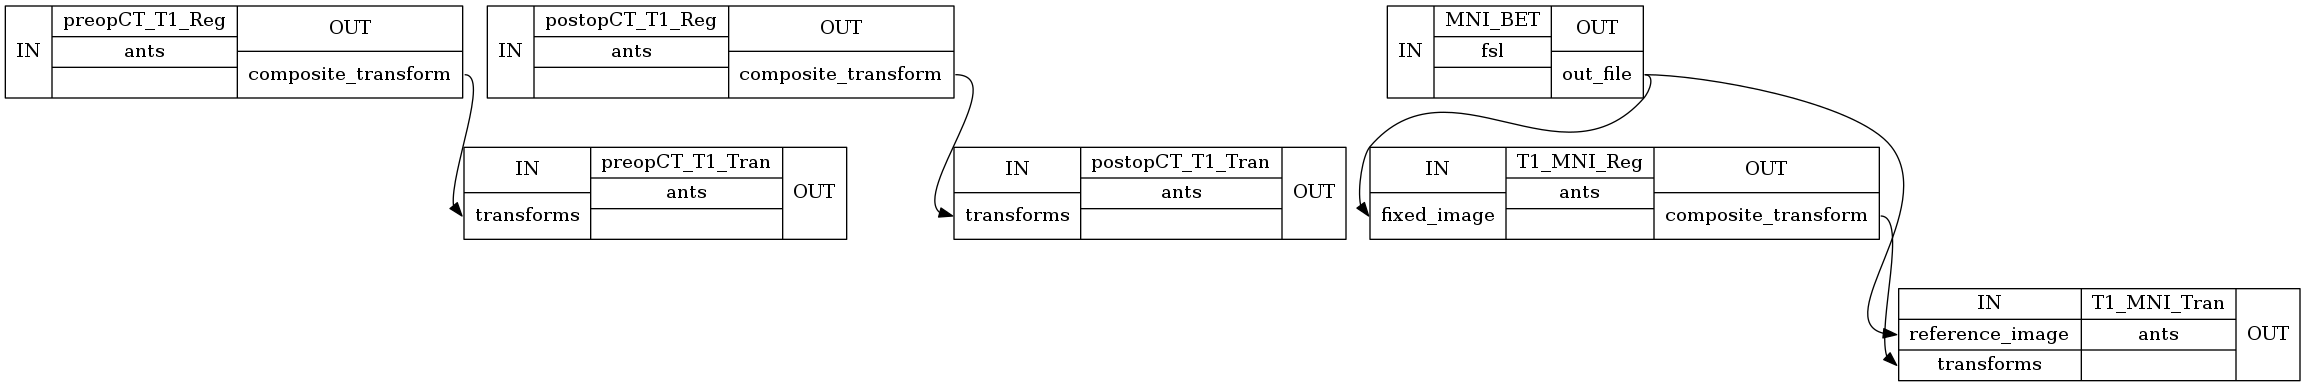 IN
preopCT_T1_Reg
ants
OUT
composite_transform
IN
postopCT_T1_Reg
ants
OUT
composite_transform
IN
MNI_BET
fsl
OUT
out_file
IN
transforms
preopCT_T1_Tran
ants
OUT
IN
transforms
postopCT_T1_Tran
ants
OUT
IN
fixed_image
T1_MNI_Reg
ants
OUT
composite_transform
IN
reference_image
transforms
T1_MNI_Tran
ants
OUT